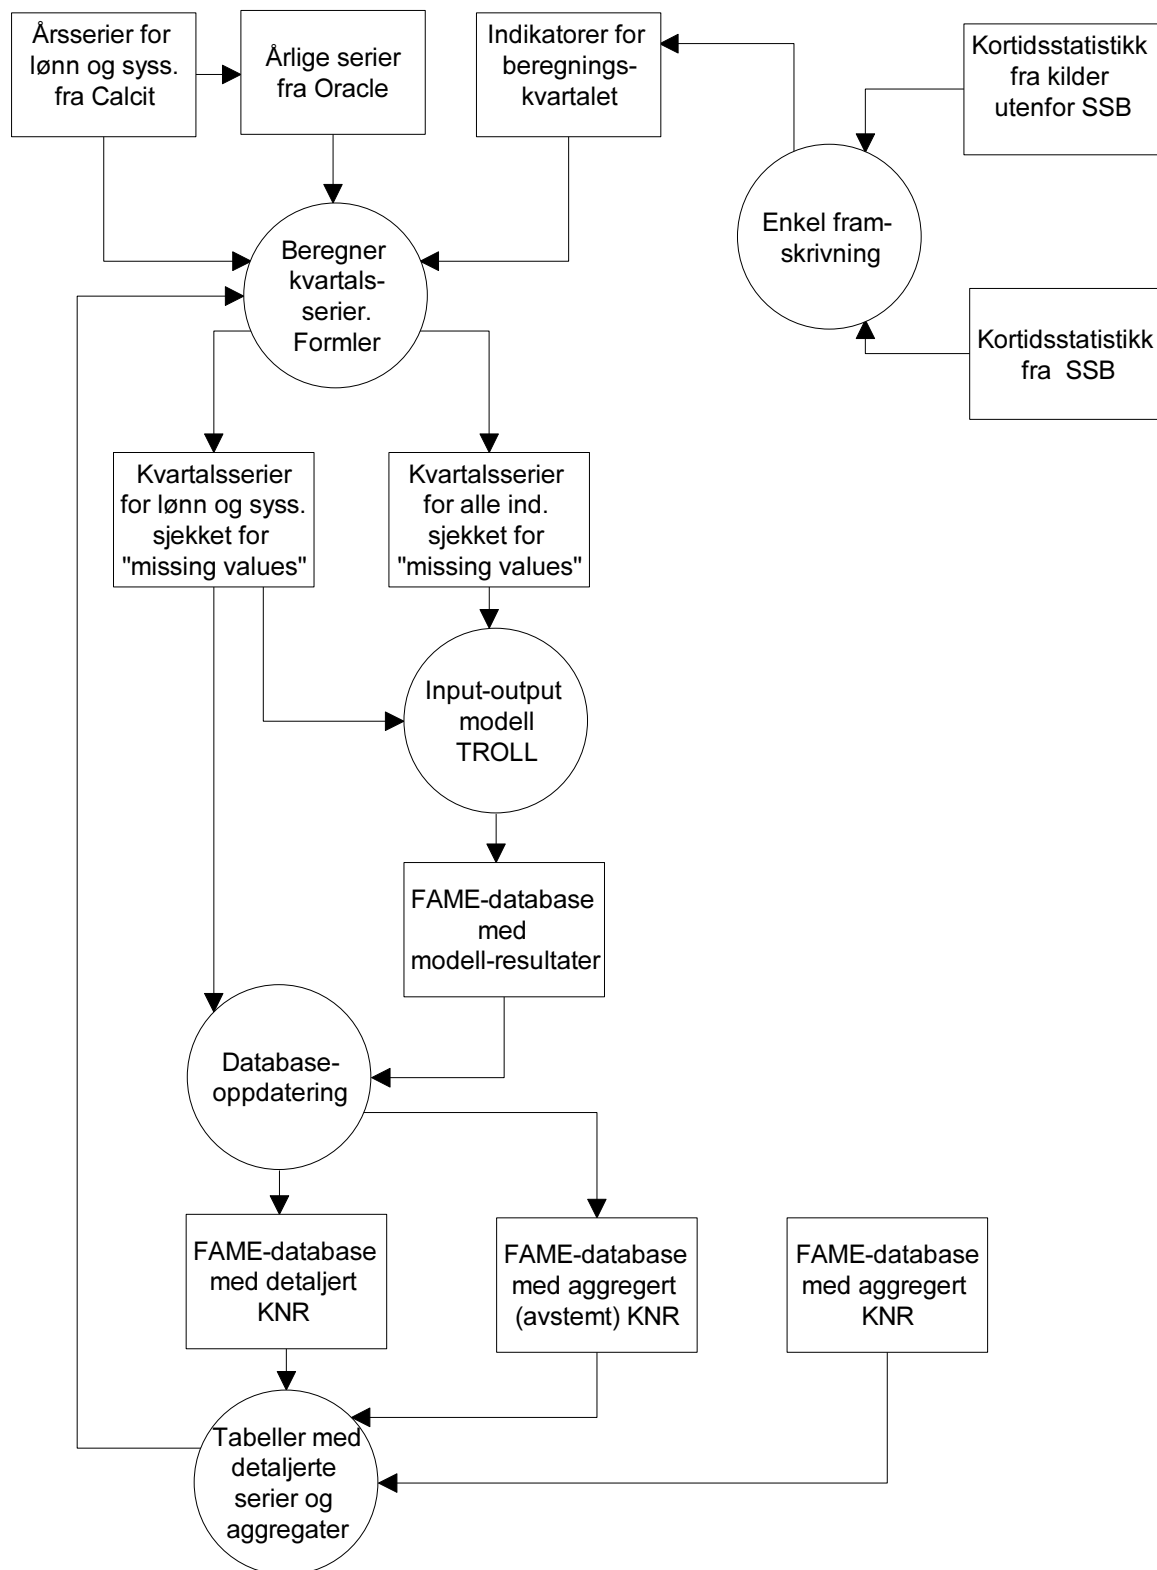 Årsserier for
lønn og syss.
fra Calcit
Årlige serier
fra Oracle
Indikatorer for
beregnings-
kvartalet
Kortidsstatistikk
fra kilder
utenfor SSB
Enkel fram-
skrivning
Beregner
kvartals-
serier.
Formler
Kortidsstatistikk
fra SSB
Kvartalsserier
for lønn og syss.
sjekket for
"missing values"
Kvartalsserier
for alle ind.
sjekket for
"missing values"
Input-output
modell
TROLL
FAME-database
med
modell-resultater
Database-
oppdatering
FAME-database
med detaljert
KNR
FAME-database
med aggregert
(avstemt) KNR
FAME-database
med aggregert
KNR
Tabeller med
detaljerte
serier og
aggregater